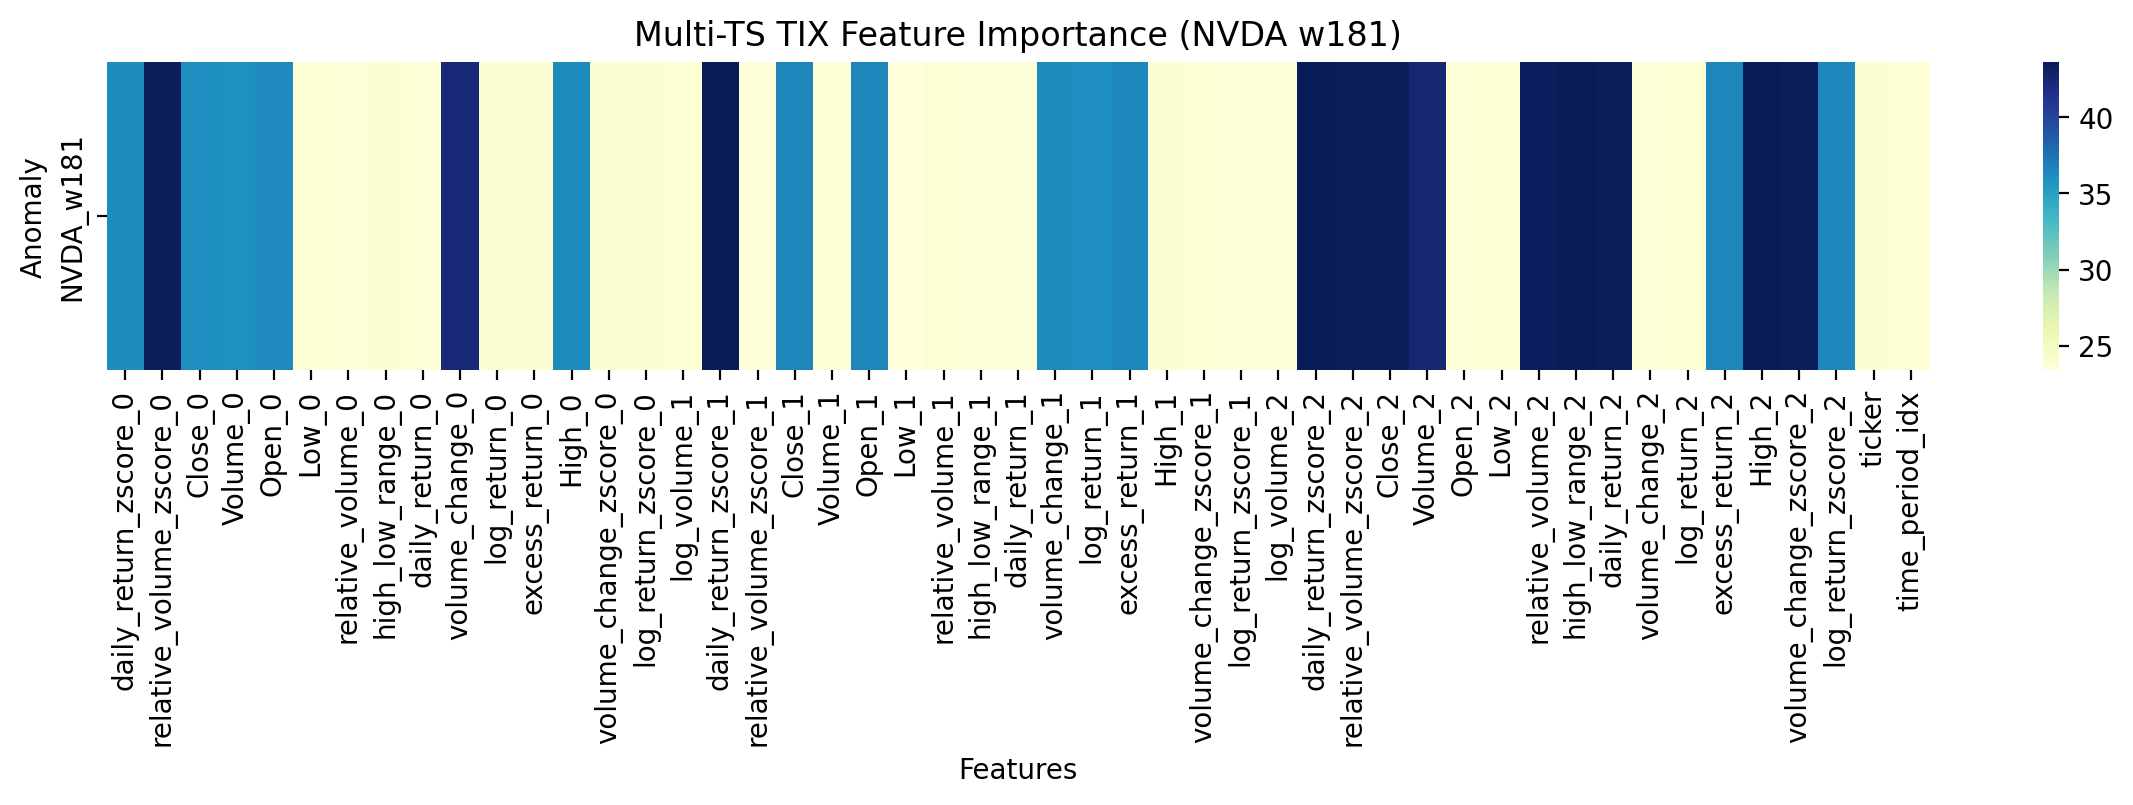 Multi-TS TIX Feature Importance (NVDA w181)
Anomaly
NVDA_w181
40
35
30
25
daily_return_zscore_0
relative_volume_zscore_0
Close_0
Volume_0
Open_0
Low_0
relative_volume_0
high_low_range_0
daily_return_0
volume_change_0
log_return_0
excess_return_0
High_0
volume_change_zscore_0
log_return_zscore_0
log_volume_1
daily_return_zscore_1
relative_volume_zscore_1
Close_1
Volume_1
Open_1
Low_1
relative_volume_1
high_low_range_1
daily_return_1
volume_change_1
log_return_1
excess_return_1
High_1
volume_change_zscore_1
log_return_zscore_1
log_volume_2
daily_return_zscore_2
relative_volume_zscore_2
Close_2
Volume_2
Open_2
Low_2
relative_volume_2
high_low_range_2
daily_return_2
volume_change_2
log_return_2
excess_return_2
High_2
volume_change_zscore_2
log_return_zscore_2
ticker
time_period_idx
Features